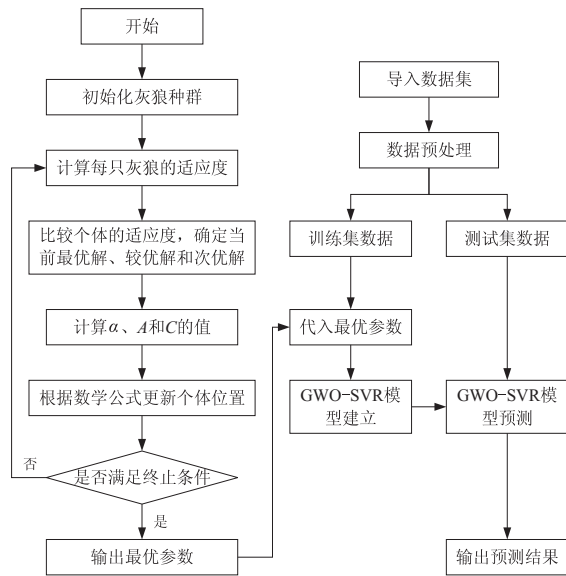 开始
初始化灰狼种群
计算每只灰狼的适应度
比较个体的适应度，确定当
前最优解、较优解和次优解
计算α、A和C的值
根据数学公式更新个体位置
否
是否满足终止条件
是
输出最优参数
导入数据集
数据预处理
训练集数据
测试集数据
代入最优参数
GWO-SVR模
型建立
GWO-SVR模
型预测
输出预测结果